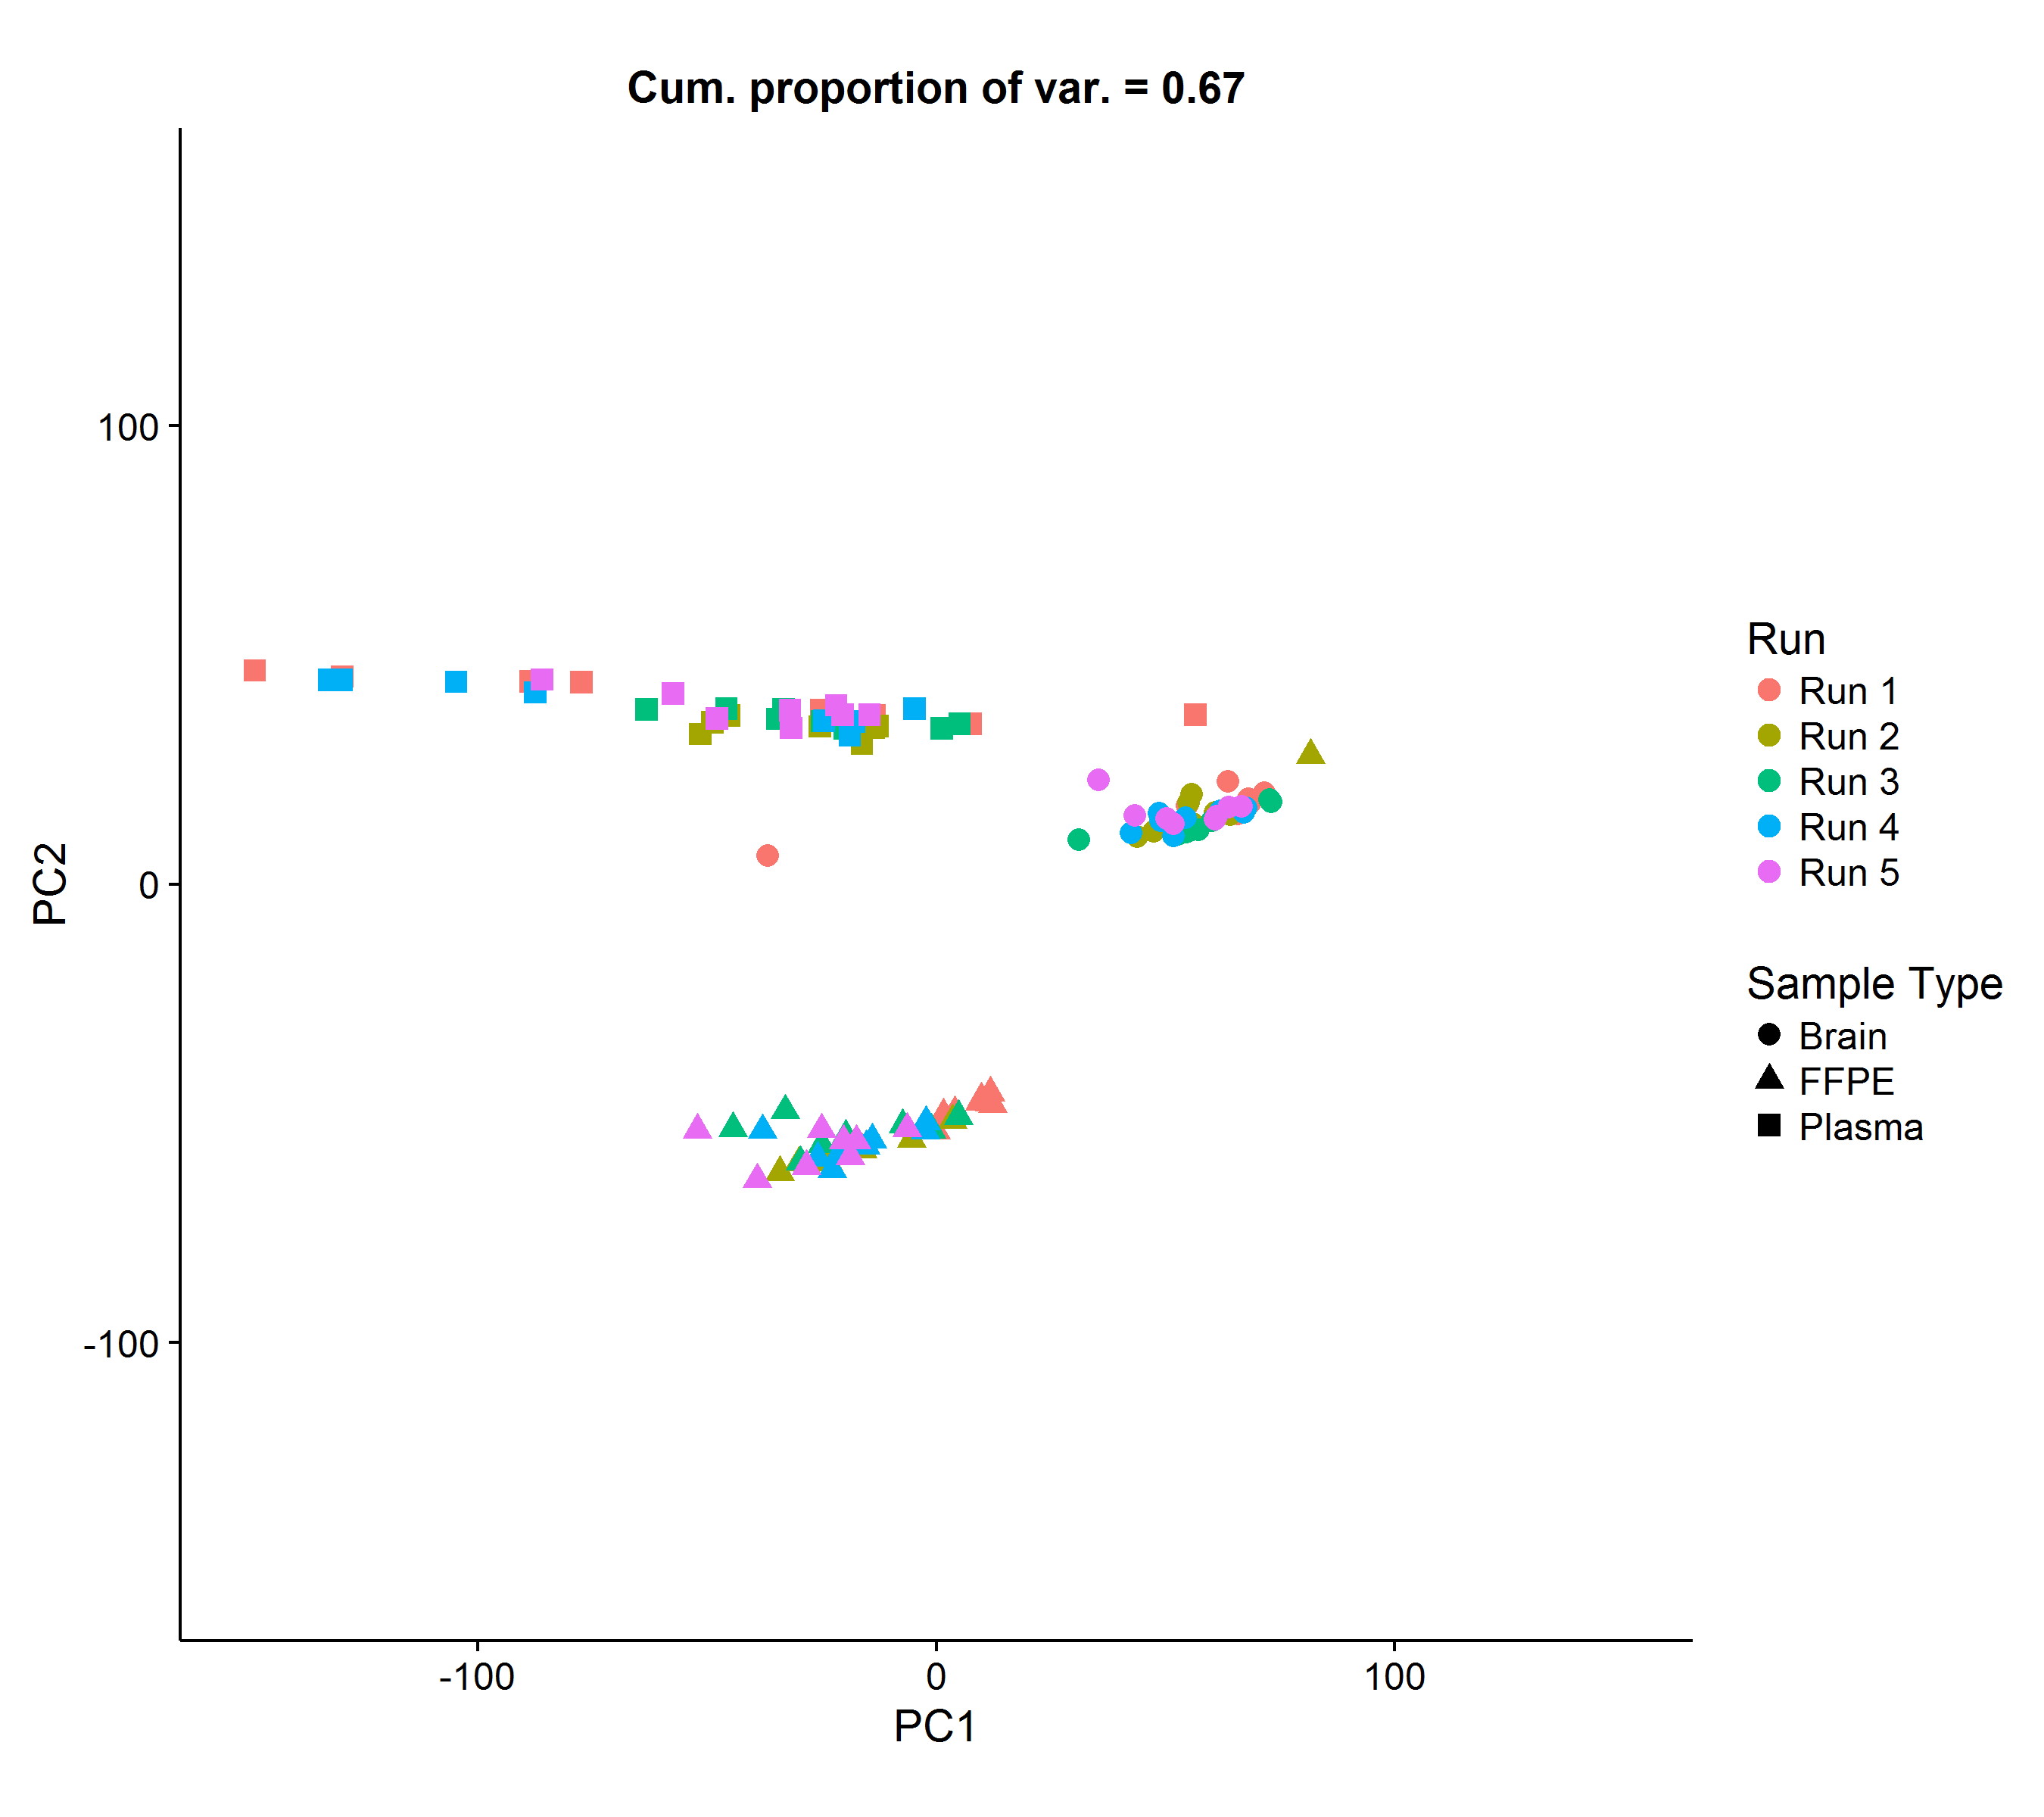 Cum. proportion of var. = 0.67
100
0
-100
PC2
-100
0
100
PC1
Run
Run 1
Run 2
Run 3
Run 4
Run 5
Sample Type
Brain
FFPE
Plasma